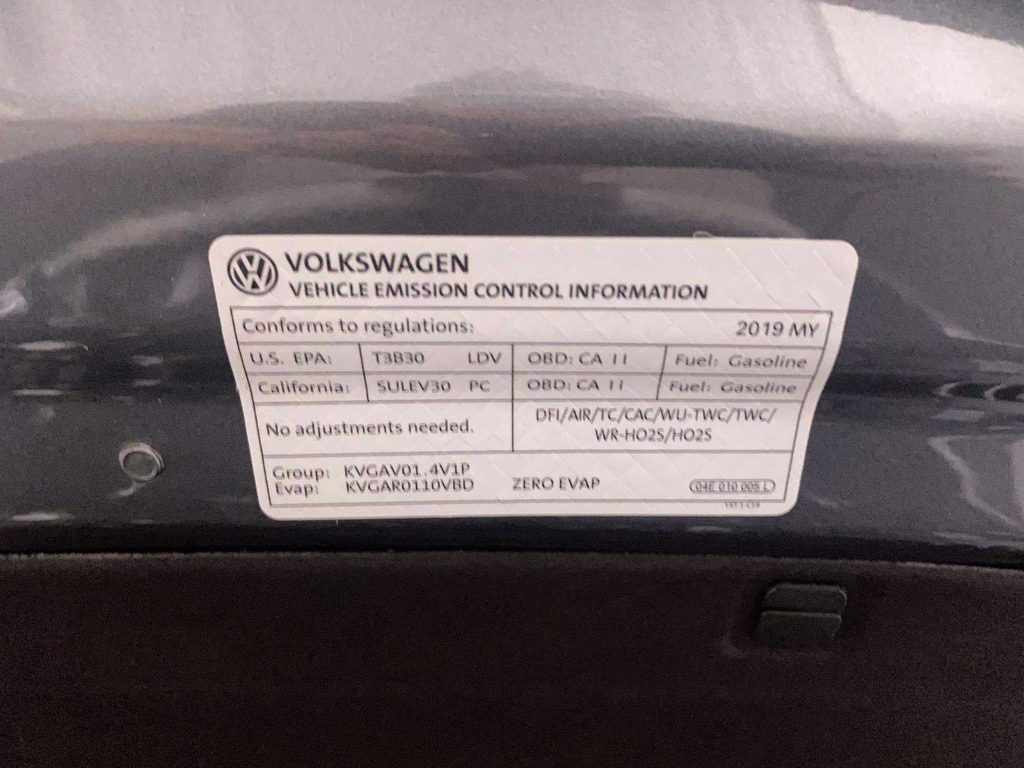 VOLKSWAGEN
VEHICLE EMISSION CONTROL INFORMATION
Conforms to regulations: 2019 MY
U.S. EPA: T3B30 LDV OBD: CA II Fuel: Gasoline
California: SULEV30 PC OBD: CA II Fuel: Gasoline
No adjustments needed. DFI/AIR/TC/CAC/WU-TWC/TWC/
WR-HO2S/HO2S
Group: KVGAV01.4V1P
Evap: KVGAR0110VBD ZERO EVAP 04E 010 005 L